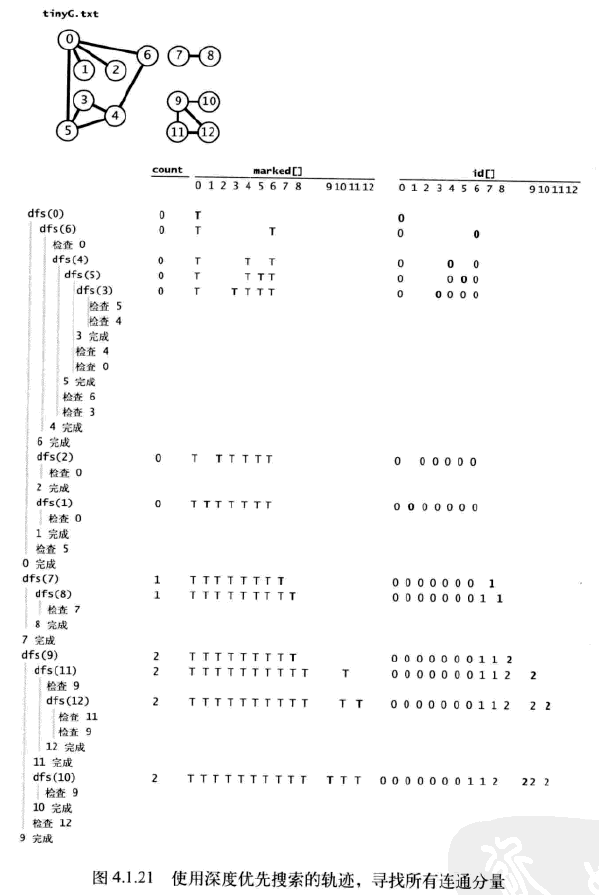 tinyG.txt
0
6
7 8
1 2
3
9 10
4
5
11 12
count marked[] id[]
0 1 2 3 4 5 6 7 8 9 10 11 12 0 1 2 3 4 5 6 7 8 9 10 11 12
dfs(0) 0 T 0
dfs(6) 0 T T 0 0
检查 0
dfs(4) 0 T T T 0 0 0
dfs(5) 0 T T T T 0 0 0 0
dfs(3) 0 T T T T T 0 0 0 0 0
检查 5
检查 4
3 完成
检查 4
检查 0
5 完成
检查 6
检查 3
4 完成
6 完成
dfs(2) 0 T T T T T T 0 0 0 0 0 0
检查 0
2 完成
dfs(1) 0 T T T T T T T 0 0 0 0 0 0 0
检查 0
1 完成
检查 5
0 完成
dfs(7) 1 T T T T T T T T 0 0 0 0 0 0 0 1
dfs(8) 1 T T T T T T T T T 0 0 0 0 0 0 0 1 1
检查 7
8 完成
7 完成
dfs(9) 2 T T T T T T T T T 0 0 0 0 0 0 0 1 1 2
dfs(11) 2 T T T T T T T T T T T 0 0 0 0 0 0 0 1 1 2 2
检查 9
dfs(12) 2 T T T T T T T T T T T T 0 0 0 0 0 0 0 1 1 2 2 2
检查 11
检查 9
12 完成
11 完成
dfs(10) 2 T T T T T T T T T T T T T 0 0 0 0 0 0 0 1 1 2 2 2 2
检查 9
10 完成
检查 12
9 完成
图 4.1.21 使用深度优先搜索的轨迹，寻找所有连通分量